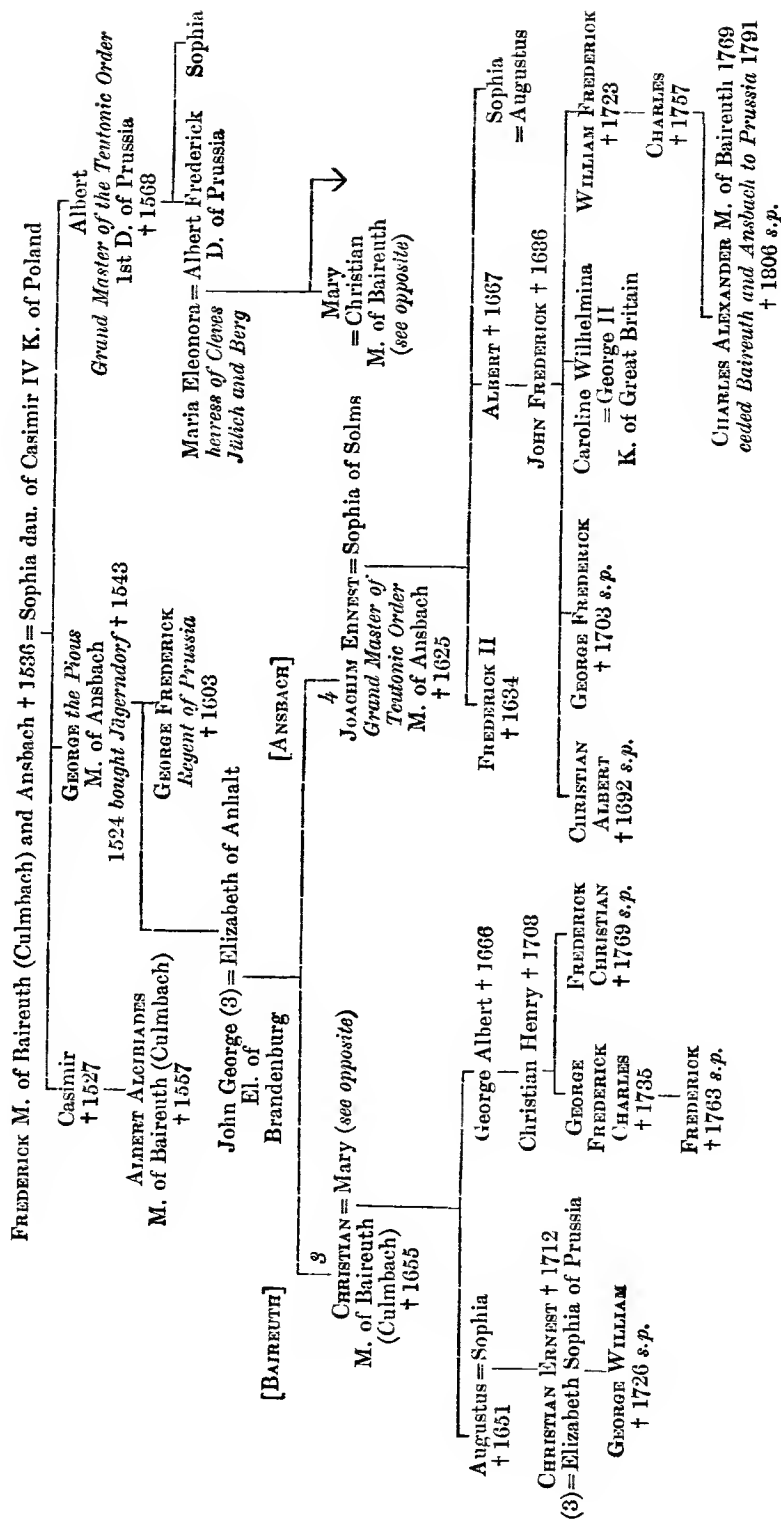 FREDERICK M. of Baireuth (Culmbach) and Ansbach † 1536 = Sophia dau. of Casimir IV K. of Poland
Casimir
† 1527
GEORGE the Pious
M. of Ansbach
1524 bought Jägerndorf † 1543
Albert
Grand Master of the Teutonic Order
1st D. of Prussia
† 1568
ALBERT ALCIBIADES
M. of Baireuth (Culmbach)
† 1557
GEORGE FREDERICK
Regent of Prussia
† 1603
Maria Eleonora = Albert Frederick
heiress of Cleves
Jülich and Berg
D. of Prussia
Sophia
John George (3) = Elizabeth of Anhalt
El. of
Brandenburg
Mary
= Christian
M. of Baireuth
(see opposite)
[BAIREUTH]
[ANSBACH]
3
CHRISTIAN = Mary (see opposite)
M. of Baireuth
(Culmbach)
† 1655
4
JOACHIM ERNEST = Sophia of Solms
Grand Master of
Teutonic Order
M. of Ansbach
† 1625
Augustus = Sophia
† 1651
George Albert † 1666
FREDERICK II
† 1634
ALBERT † 1667
Sophia
= Augustus
CHRISTIAN ERNEST † 1712
(3) = Elizabeth Sophia of Prussia
Christian Henry † 1708
JOHN FREDERICK † 1686
GEORGE WILLIAM
† 1726 s.p.
GEORGE
FREDERICK
CHARLES
† 1735
FREDERICK
CHRISTIAN
† 1769 s.p.
CHRISTIAN
ALBERT
† 1692 s.p.
GEORGE FREDERICK
† 1703 s.p.
Caroline Wilhelmina
= George II
K. of Great Britain
WILLIAM FREDERICK
† 1723
FREDERICK
† 1763 s.p.
CHARLES
† 1757
CHARLES ALEXANDER M. of Baireuth 1769
ceded Baireuth and Ansbach to Prussia 1791
† 1806 s.p.